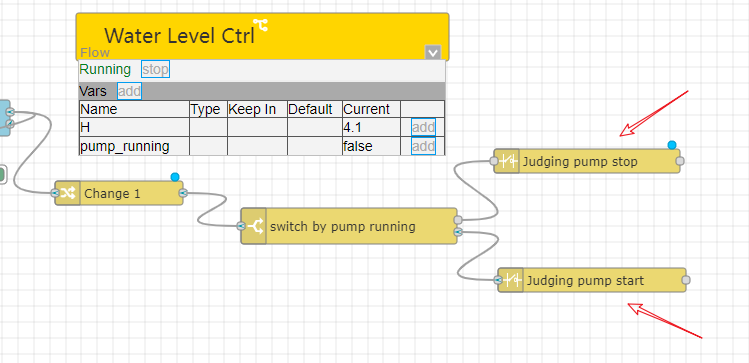 Water Level Ctrl
Flow
Running stop
Vars add
Name Type Keep In Default Current
H 4.1 add
pump_running false add
Judging pump stop
Change 1
switch by pump running
Judging pump start